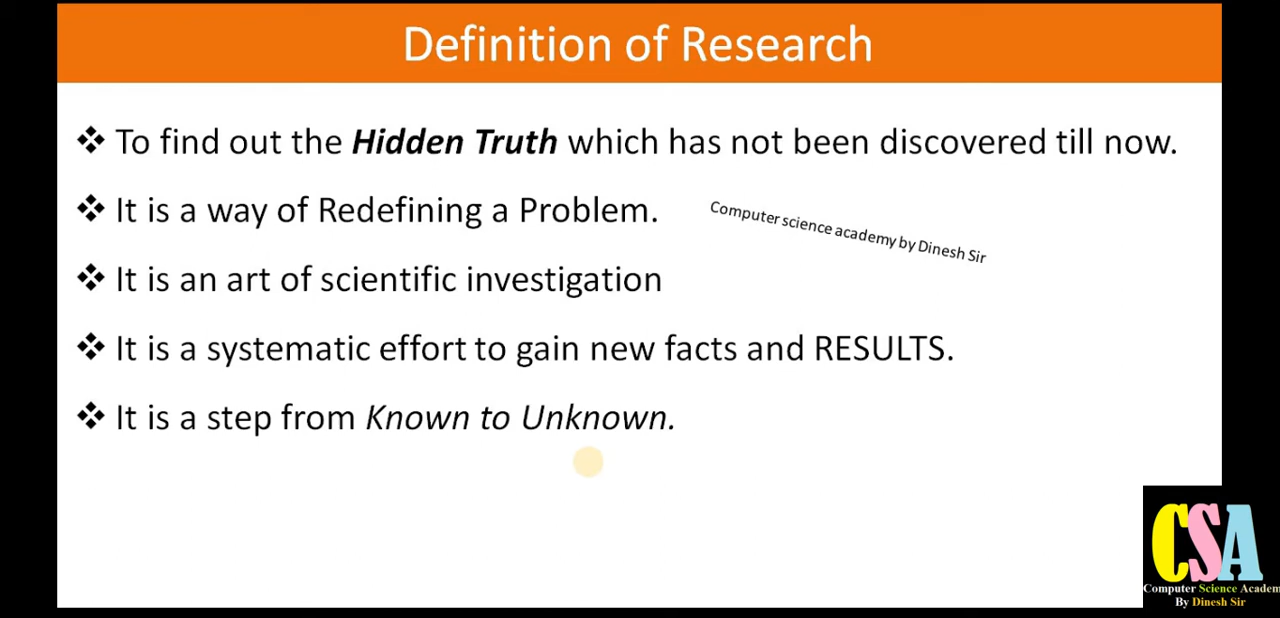 Definition of Research
❖ To find out the Hidden Truth which has not been discovered till now.
❖ It is a way of Redefining a Problem.
Computer science academy by Dinesh Sir
❖ It is an art of scientific investigation
❖ It is a systematic effort to gain new facts and RESULTS.
❖ It is a step from Known to Unknown.
CSA
Computer Science Academ
By Dinesh Sir